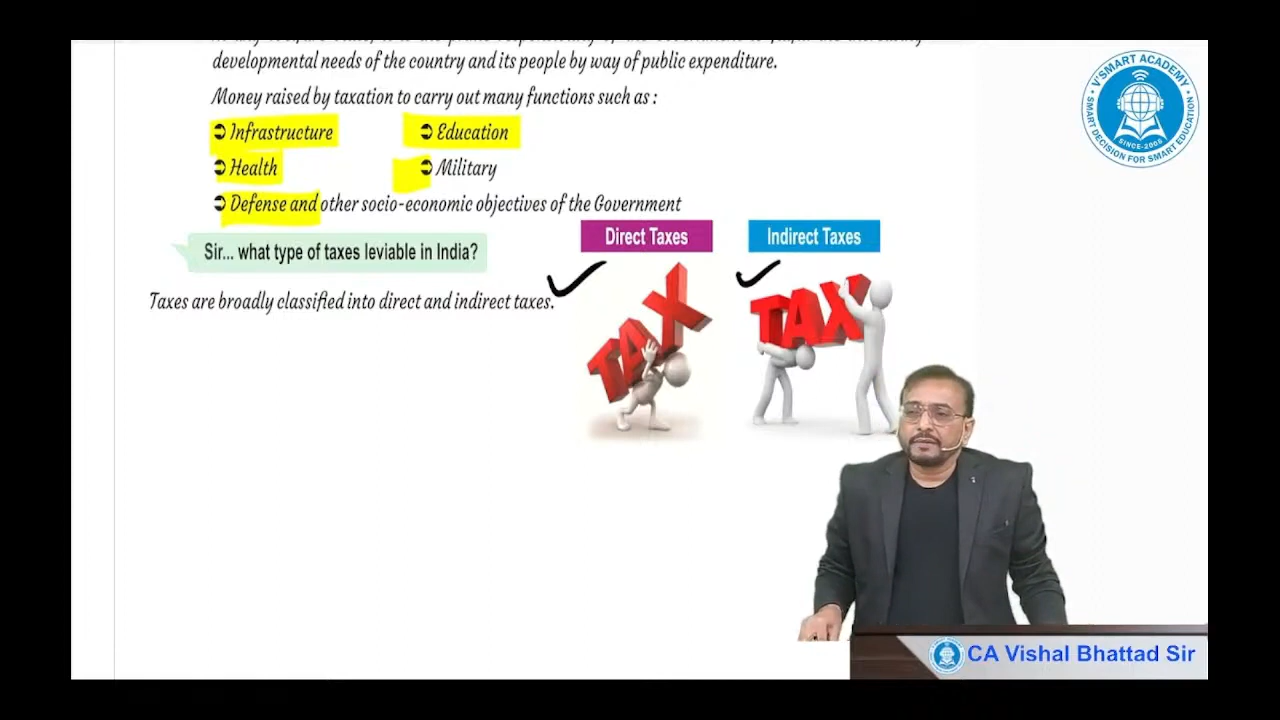 developmental needs of the country and its people by way of public expenditure.
Money raised by taxation to carry out many functions such as :
➲ Infrastructure ➲ Education
➲ Health ➲ Military
➲ Defense and other socio-economic objectives of the Government
Direct Taxes Indirect Taxes
Sir... what type of taxes leviable in India?
Taxes are broadly classified into direct and indirect taxes.
TAX TAX
V'SMART ACADEMY
SMART DECISION FOR SMART EDUCATION
SINCE-2006
CA Vishal Bhattad Sir